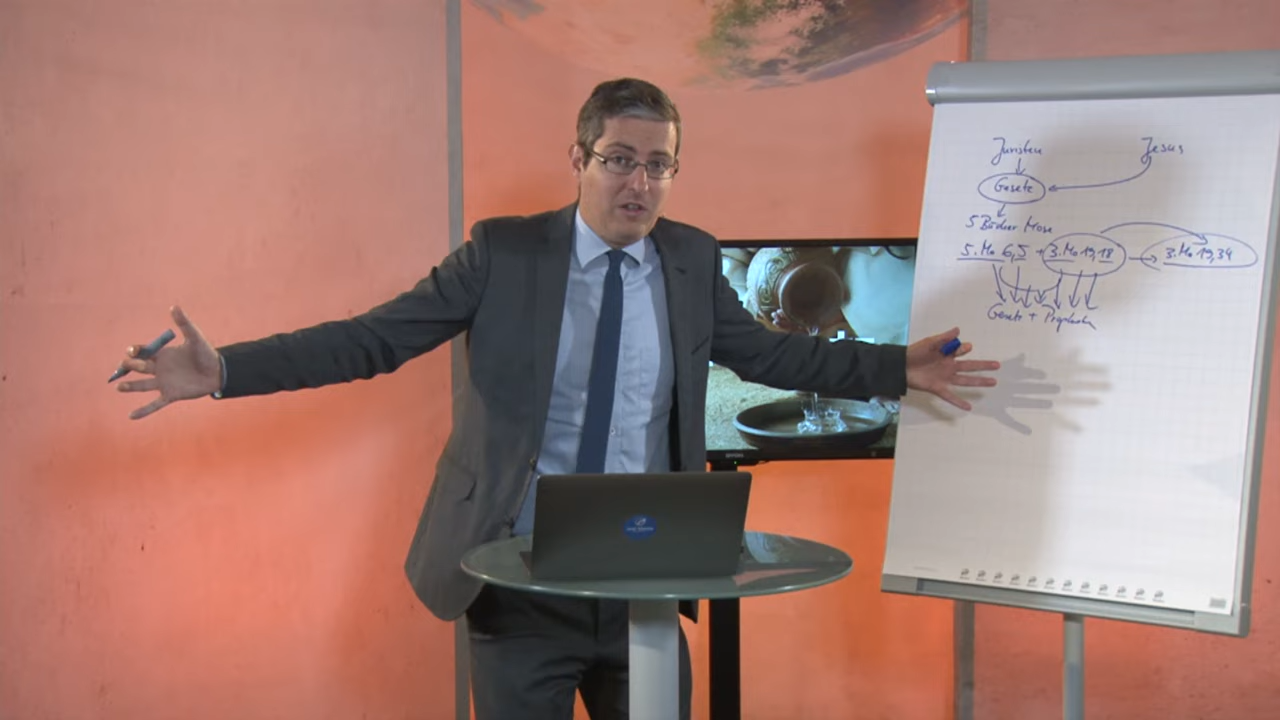 Juristen Jesus
Gesetz
5 Bücher Mose
5. Mo 6,5 + 3. Mo 19,18 → 3. Mo 19,34
Gesetz + Propheten